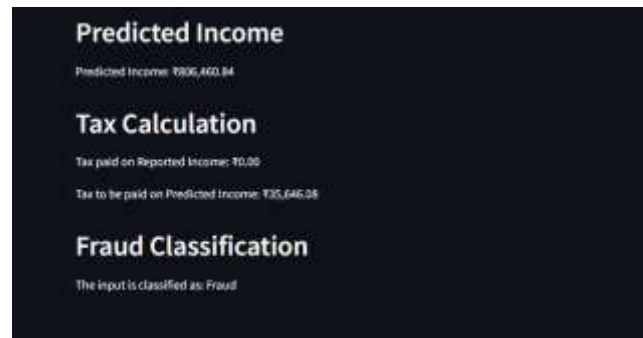 Predicted Income
Predicted Income: ₹806,460.84
Tax Calculation
Tax paid on Reported Income: ₹0.00
Tax to be paid on Predicted Income: ₹35,646.08
Fraud Classification
The input is classified as: Fraud